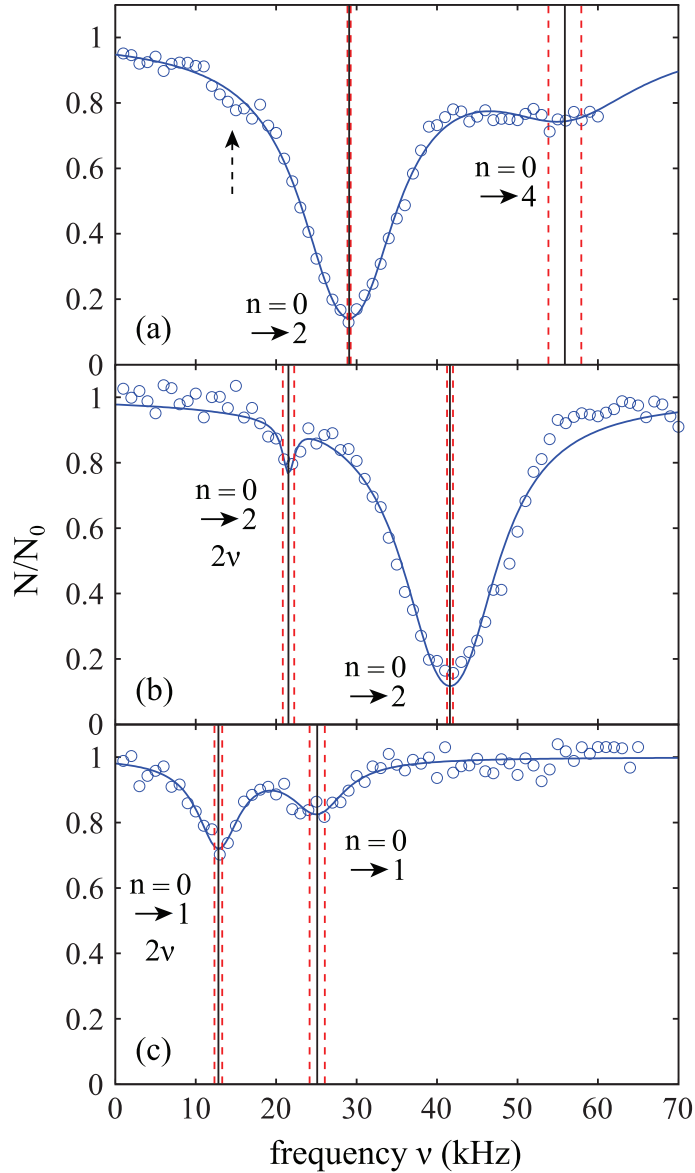 1
0.8
0.6
0.4
0.2
0
n = 0
→4
n = 0
→2
(a)
1
0.8
0.6
0.4
0.2
0
n = 0
→2
2ν
n = 0
→2
(b)
N/N₀
1
0.8
0.6
0.4
0.2
0
n = 0
→1
n = 0
→1
2ν
(c)
0 10 20 30 40 50 60 70
frequency ν (kHz)